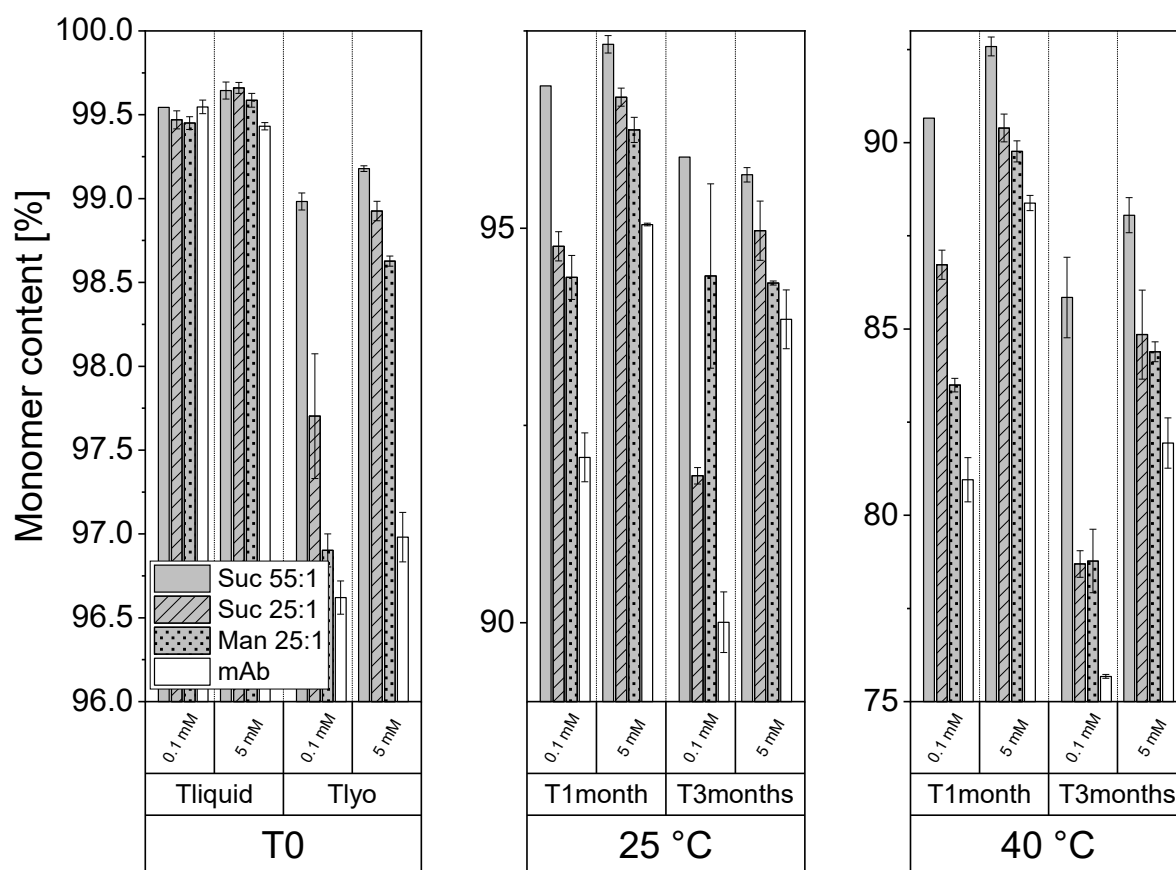 Monomer content [%]
100.0
99.5
99.0
98.5
98.0
97.5
97.0
96.5
96.0
Suc 55:1
Suc 25:1
Man 25:1
mAb
0.1 mM
5 mM
0.1 mM
5 mM
Tliquid
Tlyo
T0
95
90
0.1 mM
5 mM
0.1 mM
5 mM
T1month
T3months
25 °C
90
85
80
75
0.1 mM
5 mM
0.1 mM
5 mM
T1month
T3months
40 °C